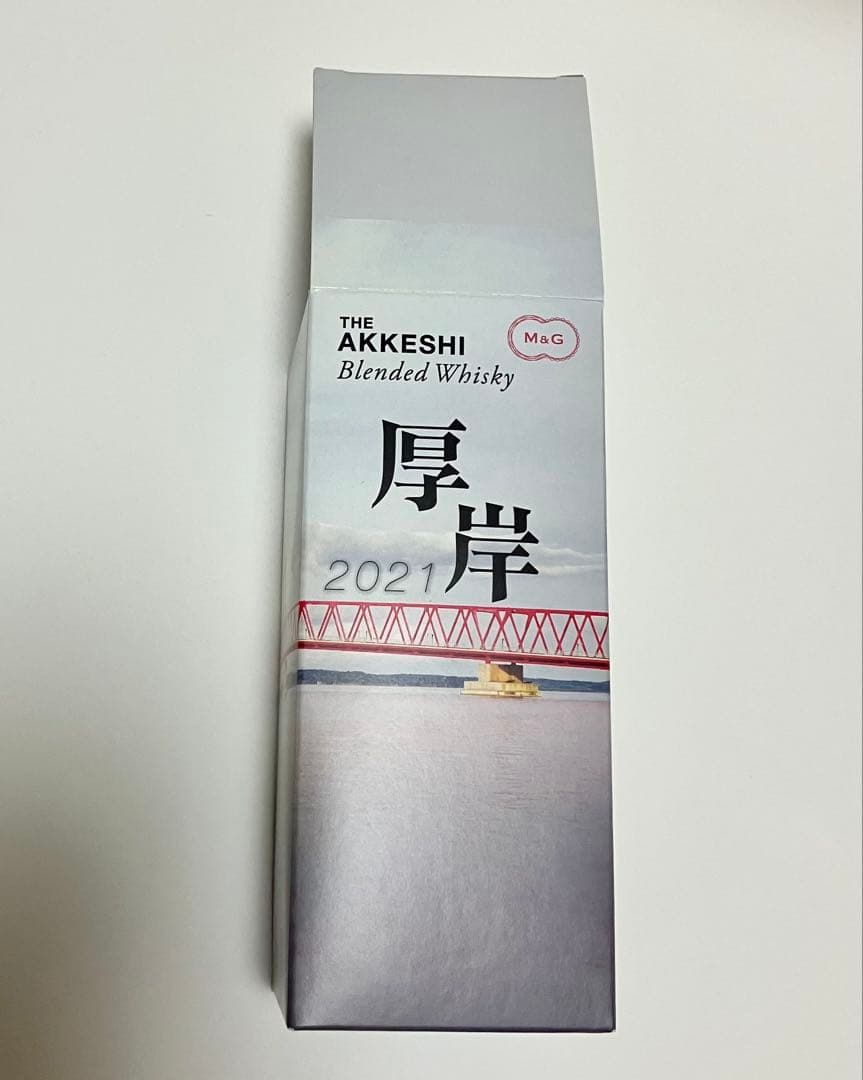 THE
AKKESHI
Blended Whisky
M&G
厚岸
2021